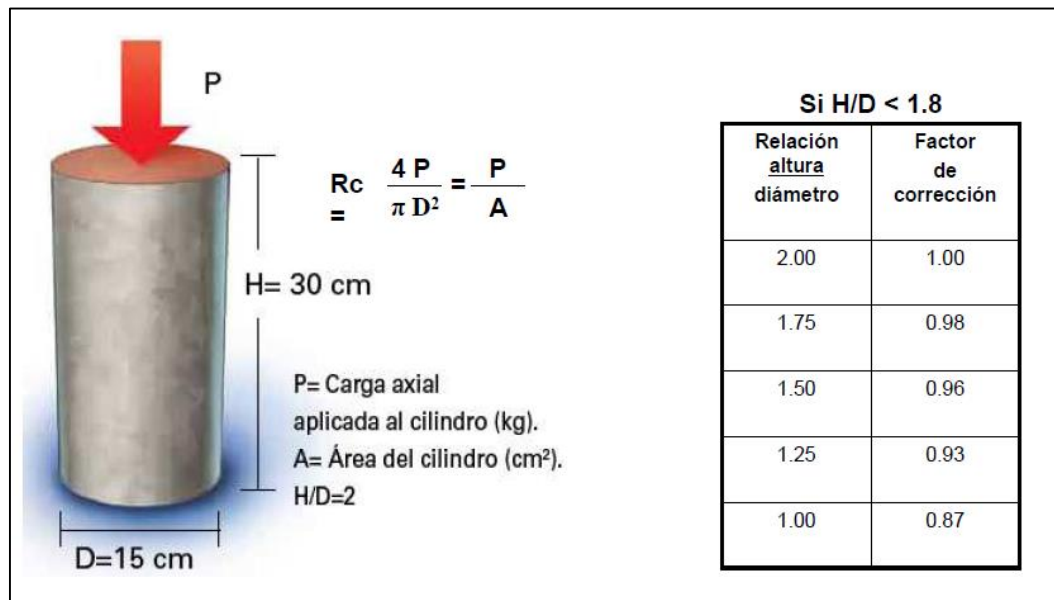 P
Rc = 4 P / π D² = P / A
H= 30 cm
P= Carga axial
aplicada al cilindro (kg).
A= Área del cilindro (cm²).
H/D=2
D=15 cm
Si H/D < 1.8
Relación altura diámetro | Factor de corrección
2.00 | 1.00
1.75 | 0.98
1.50 | 0.96
1.25 | 0.93
1.00 | 0.87